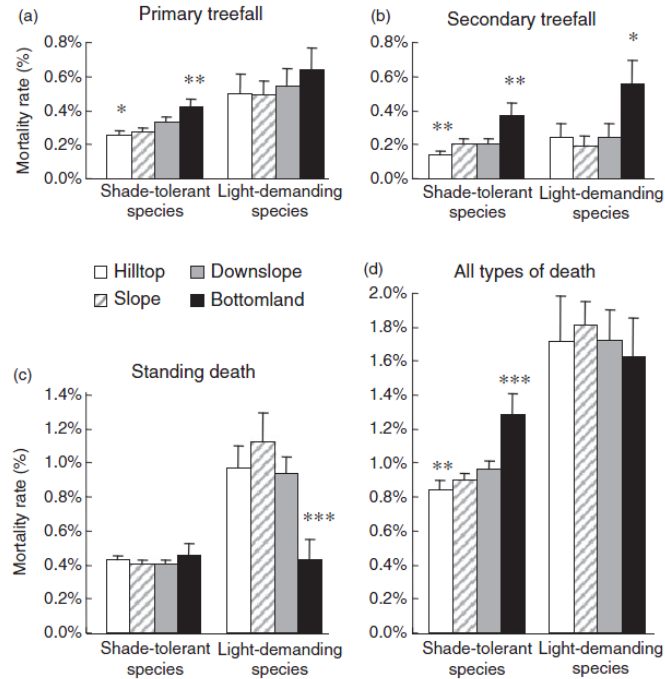 (a)
Primary treefall
0.8%
0.6%
0.4%
0.2%
0.0%
Mortality rate (%)
*
**
Shade-tolerant species
Light-demanding species
(b)
Secondary treefall
0.8%
0.6%
0.4%
0.2%
0.0%
**
**
*
Shade-tolerant species
Light-demanding species
Hilltop
Downslope
Slope
Bottomland
(c)
Standing death
1.4%
1.2%
1.0%
0.8%
0.6%
0.4%
0.2%
0.0%
Mortality rate (%)
***
Shade-tolerant species
Light-demanding species
(d)
All types of death
2.0%
1.8%
1.6%
1.4%
1.2%
1.0%
0.8%
0.6%
0.4%
0.2%
0.0%
**
***
Shade-tolerant species
Light-demanding species